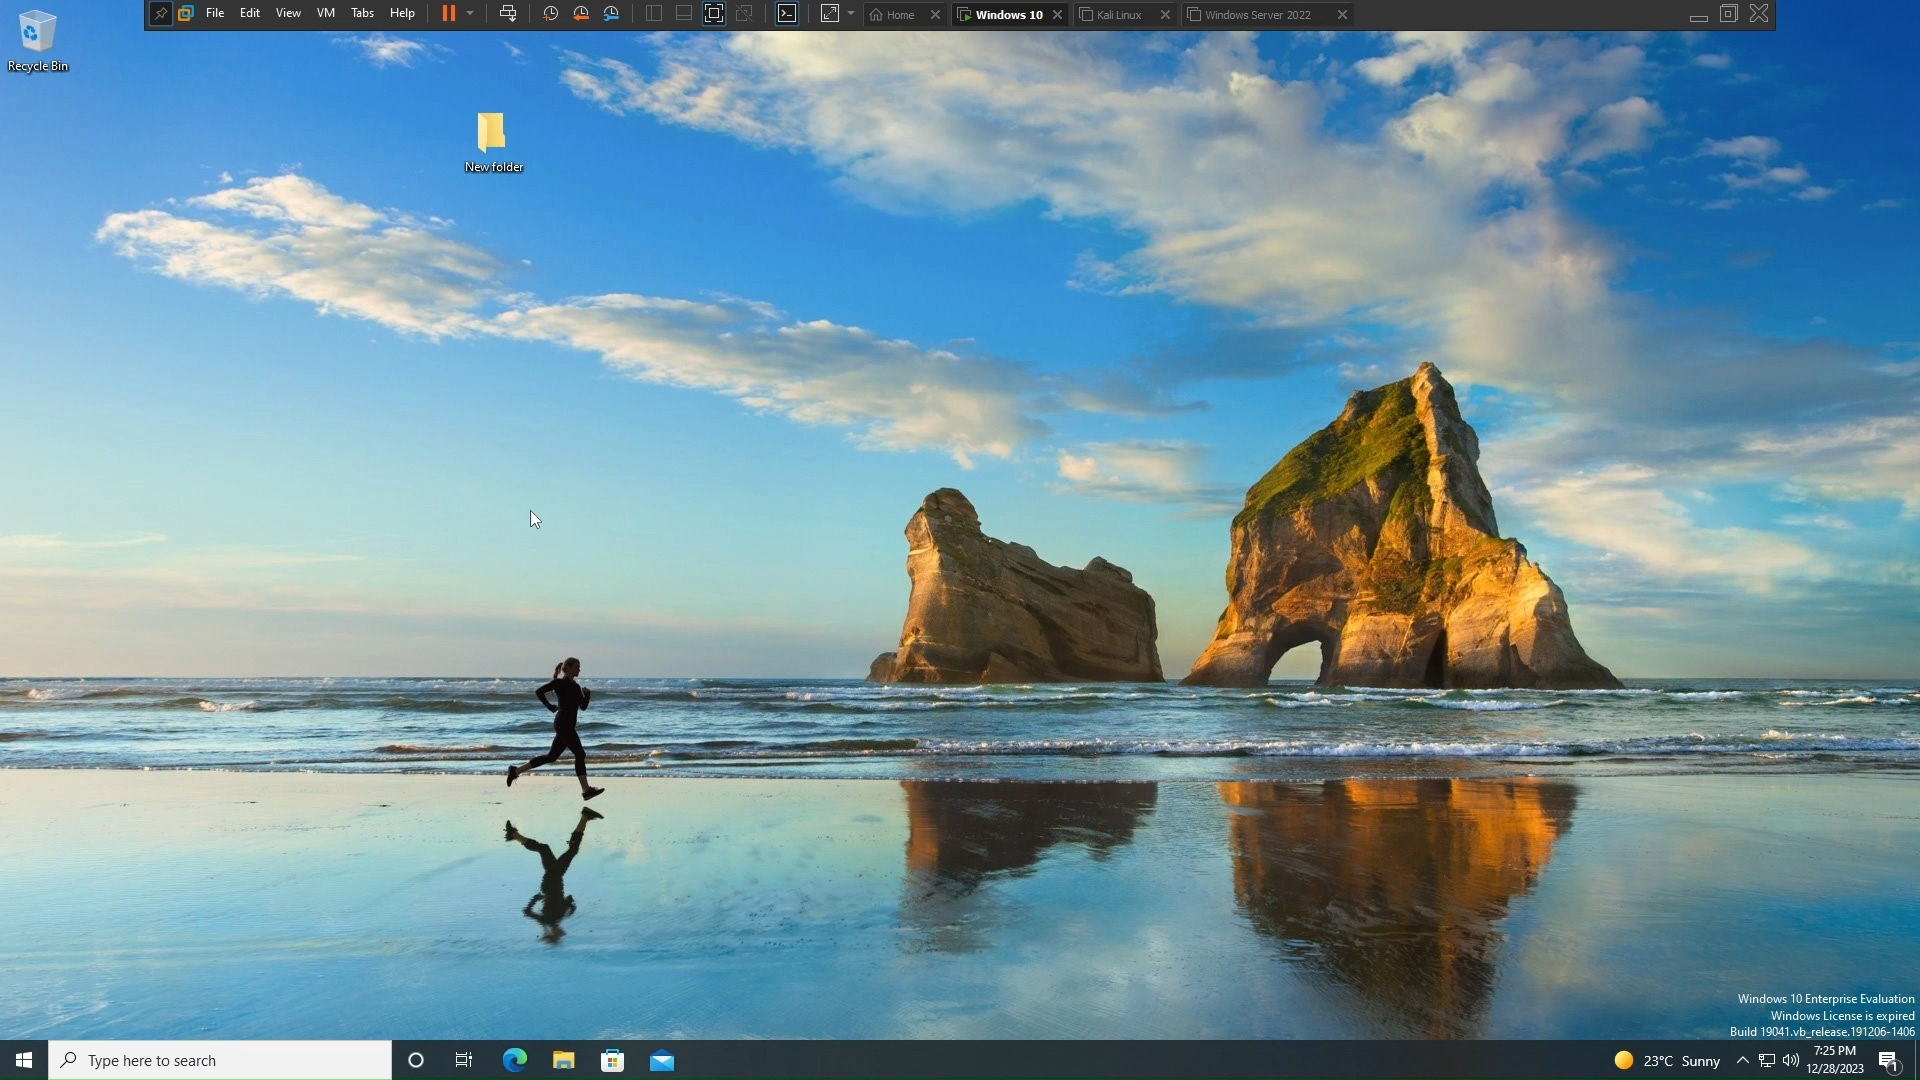 File Edit View VM Tabs Help Home Windows 10 Kali Linux Windows Server 2022
Recycle Bin
New folder
Windows 10 Enterprise Evaluation
Windows License is expired
Build 19041.vb_release.191206-1406
Type here to search
23°C Sunny
7:25 PM
12/28/2023
1